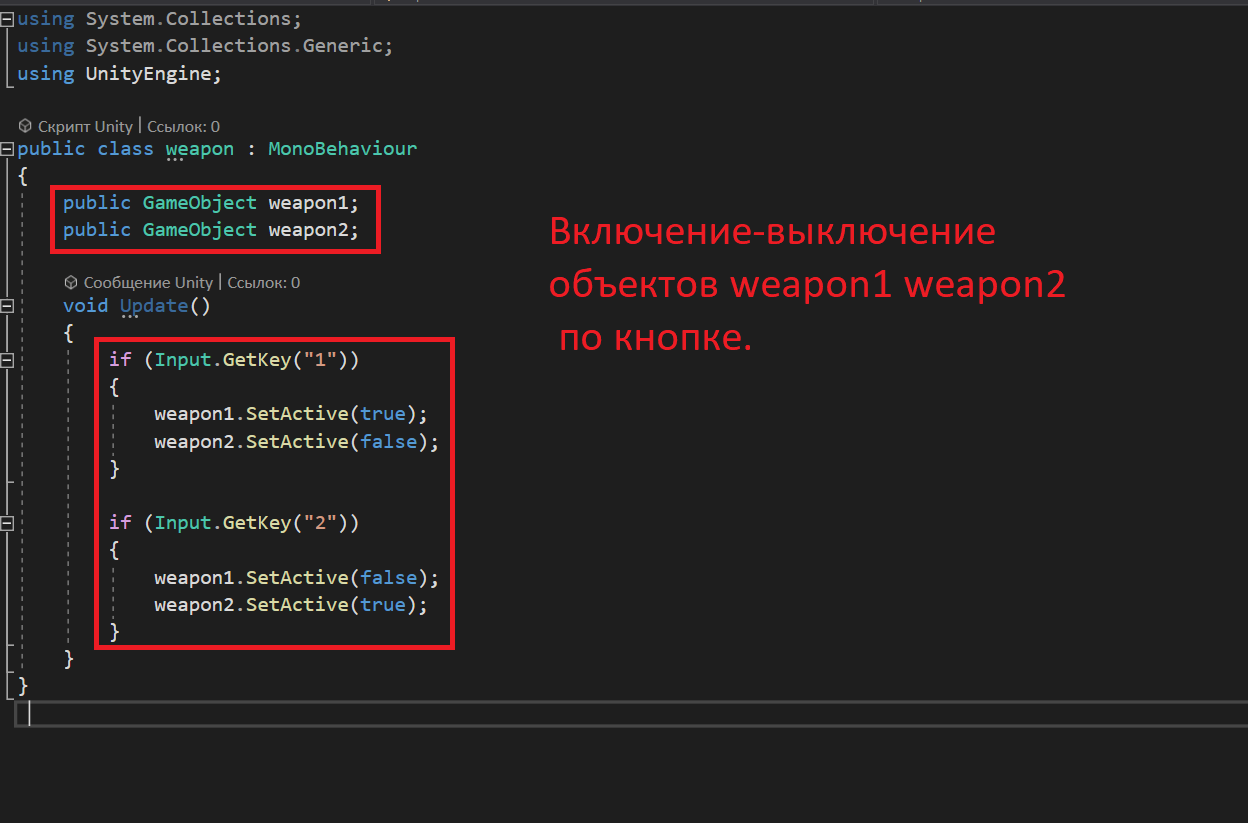 using System.Collections;
using System.Collections.Generic;
using UnityEngine;
Скрипт Unity | Ссылок: 0
public class weapon : MonoBehaviour
{
public GameObject weapon1;
public GameObject weapon2;
Включение-выключение
объектов weapon1 weapon2
по кнопке.
Сообщение Unity | Ссылок: 0
void Update()
{
if (Input.GetKey("1"))
{
weapon1.SetActive(true);
weapon2.SetActive(false);
}
if (Input.GetKey("2"))
{
weapon1.SetActive(false);
weapon2.SetActive(true);
}
}
}